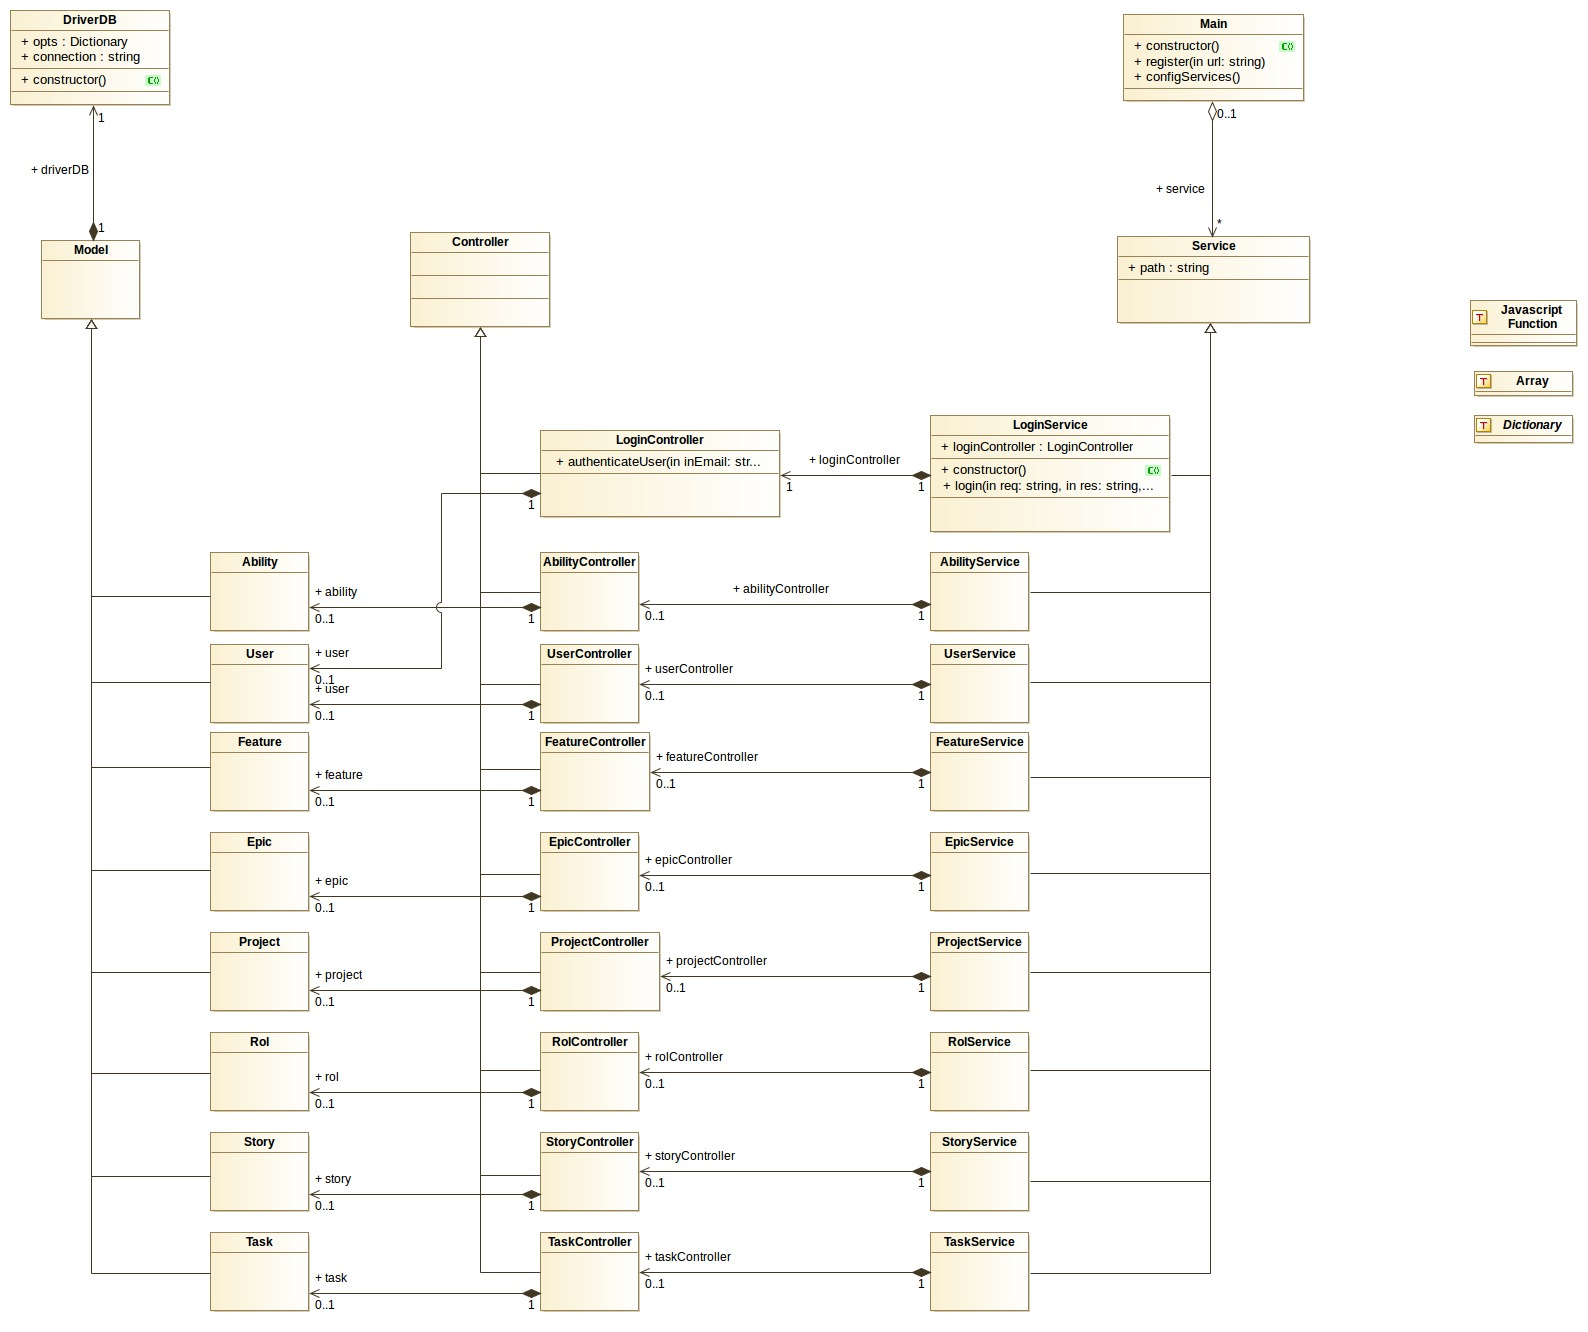 DriverDB
+ opts : Dictionary
+ connection : string
+ constructor()
C()
1
+ driverDB
1
Model
Main
+ constructor()
C()
+ register(in url: string)
+ configServices()
0..1
+ service
*
Controller
Service
+ path : string
T
Javascript
Function
T
Array
T
Dictionary
LoginController
+ authenticateUser(in inEmail: str...
1
+ loginController
1
1
LoginService
+ loginController : LoginController
+ constructor()
C()
+ login(in req: string, in res: string,...
Ability
+ ability
0..1
AbilityController
1
+ abilityController
0..1
1
AbilityService
User
+ user
0..1
+ user
0..1
UserController
1
+ userController
0..1
1
UserService
Feature
+ feature
0..1
FeatureController
1
+ featureController
0..1
1
FeatureService
Epic
+ epic
0..1
EpicController
1
+ epicController
0..1
1
EpicService
Project
+ project
0..1
ProjectController
1
+ projectController
0..1
1
ProjectService
Rol
+ rol
0..1
RolController
1
+ rolController
0..1
1
RolService
Story
+ story
0..1
StoryController
1
+ storyController
0..1
1
StoryService
Task
+ task
0..1
TaskController
1
+ taskController
0..1
1
TaskService